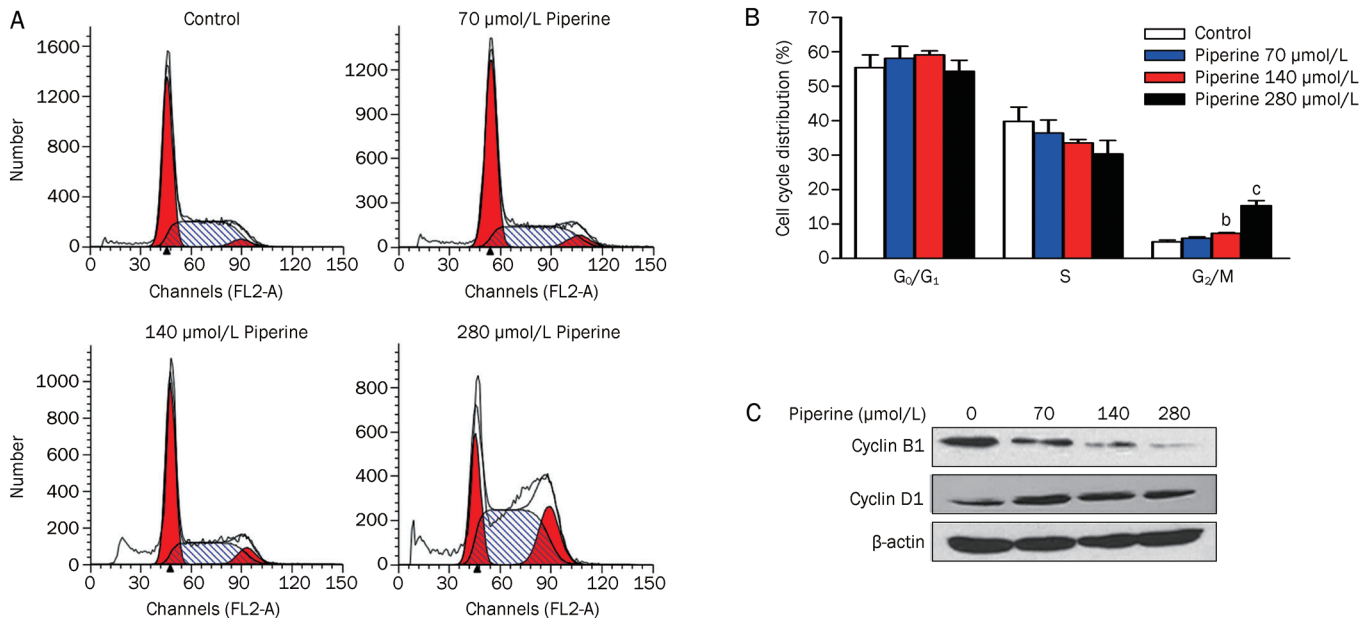 A
Control
1600
1200
800
400
0
0 30 60 90 120 150
Number
Channels (FL2-A)
70 µmol/L Piperine
1200
900
600
300
0
0 30 60 90 120 150
Channels (FL2-A)
140 µmol/L Piperine
1000
800
600
400
200
0
0 30 60 90 120 150
Number
Channels (FL2-A)
280 µmol/L Piperine
800
600
400
200
0
0 30 60 90 120 150
Channels (FL2-A)
B
70
60
50
40
30
20
10
0
Cell cycle distribution (%)
Control
Piperine 70 µmol/L
Piperine 140 µmol/L
Piperine 280 µmol/L
b
c
G₀/G₁ S G₂/M
C
Piperine (µmol/L) 0 70 140 280
Cyclin B1
Cyclin D1
β-actin